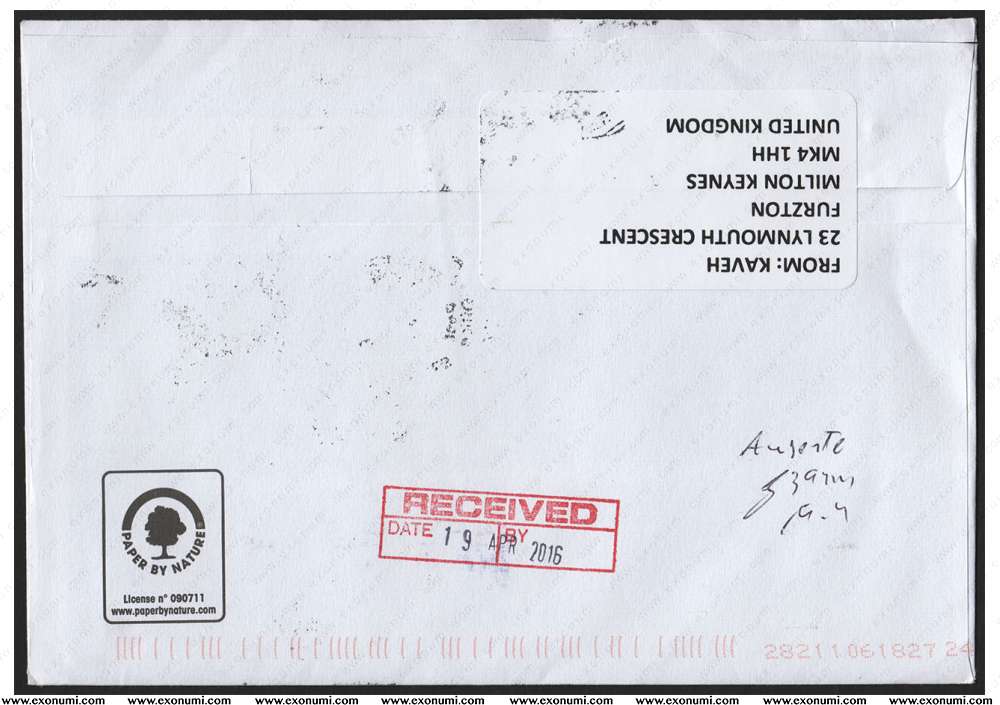 FROM: KAVEH
23 LYNMOUTH CRESCENT
FURZTON
MILTON KEYNES
MK4 1HH
UNITED KINGDOM
RECEIVED
DATE 19 APR 2016 BY
PAPER BY NATURE
License n° 090711
www.paperbynature.com
28211061827 24
www.exonumi.com www.exonumi.com www.exonumi.com www.exonumi.com www.exonumi.com www.exonumi.com www.exonumi.com www.exonumi.com